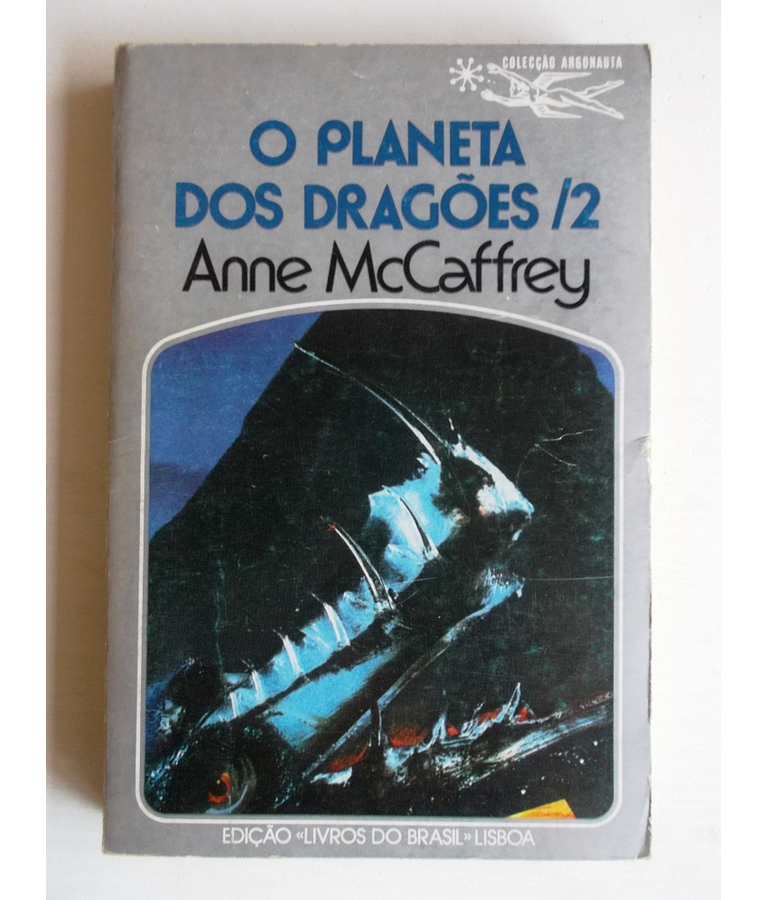 COLECÇÃO ARGONAUTA
O PLANETA
DOS DRAGÕES /2
Anne McCaffrey
EDIÇÃO «LIVROS DO BRASIL» LISBOA